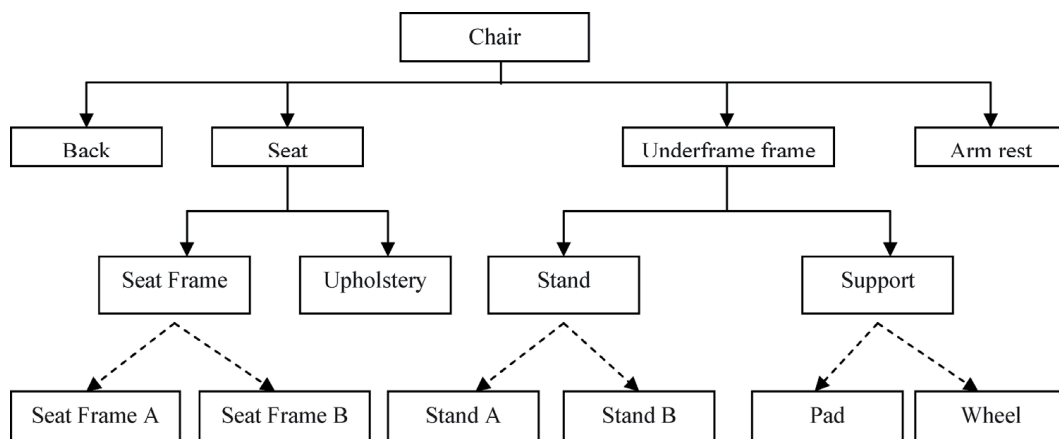 Chair
Back
Seat
Underframe frame
Arm rest
Seat Frame
Upholstery
Stand
Support
Seat Frame A
Seat Frame B
Stand A
Stand B
Pad
Wheel